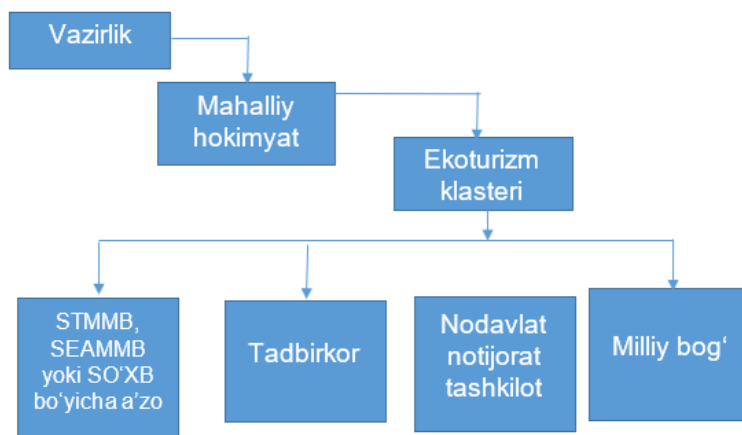 Vazirlik
Mahalliy
hokimyat
Ekoturizm
klasteri
STMMB,
SEAMMB
yoki SO‘XB
bo‘yicha a’zo
Tadbirkor
Nodavlat
notijorat
tashkilot
Milliy bog‘